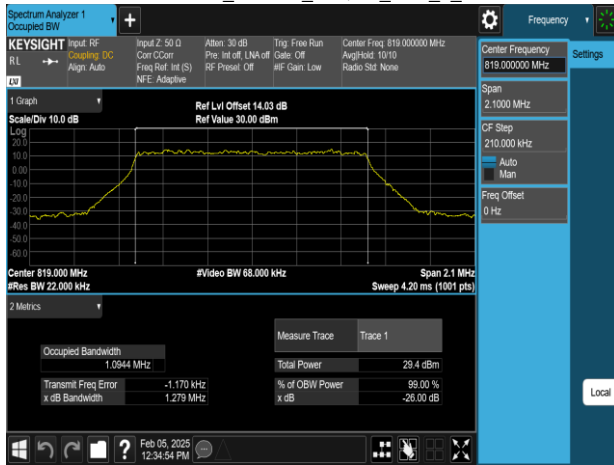 Spectrum Analyzer 1
Occupied BW
+
Frequency
KEYSIGHT Input: RF
RL
Coupling: DC
Align: Auto
LXI
Input Z: 50 Ω
Corr CCorr
Freq Ref: Int (S)
NFE: Adaptive
Atten: 30 dB
Pre: Int off, LNA off
RF Preset: Off
Trig: Free Run
Gate: Off
#IF Gain: Low
Center Freq: 819.000000 MHz
Avg|Hold: 10/10
Radio Std: None
Center Frequency
819.000000 MHz
Settings
Span
2.1000 MHz
CF Step
210.000 kHz
Auto
Man
Freq Offset
0 Hz
Local
1 Graph
Scale/Div 10.0 dB
Ref Lvl Offset 14.03 dB
Ref Value 30.00 dBm
Log
20.0
10.0
0.00
-10.0
-20.0
-30.0
-40.0
-50.0
-60.0
Center 819.000 MHz
#Video BW 68.000 kHz
Span 2.1 MHz
#Res BW 22.000 kHz
Sweep 4.20 ms (1001 pts)
2 Metrics
Measure Trace
Trace 1
Occupied Bandwidth
1.0944 MHz
Total Power
29.4 dBm
Transmit Freq Error
-1.170 kHz
% of OBW Power
99.00 %
x dB Bandwidth
1.279 MHz
x dB
-26.00 dB
?
Feb 05, 2025
12:34:54 PM